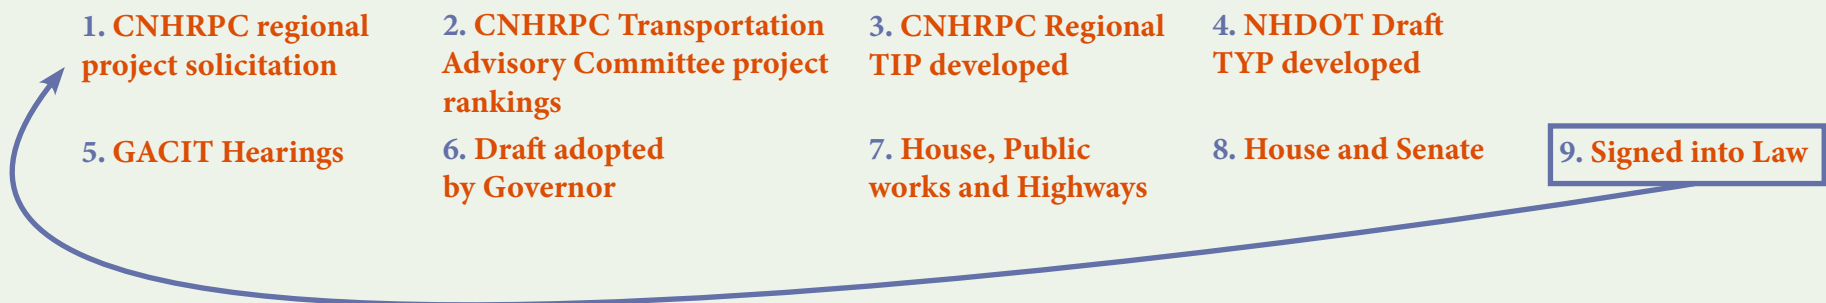 1. CNHRPC regional
project solicitation
2. CNHRPC Transportation
Advisory Committee project
rankings
3. CNHRPC Regional
TIP developed
4. NHDOT Draft
TYP developed
5. GACIT Hearings
6. Draft adopted
by Governor
7. House, Public
works and Highways
8. House and Senate
9. Signed into Law